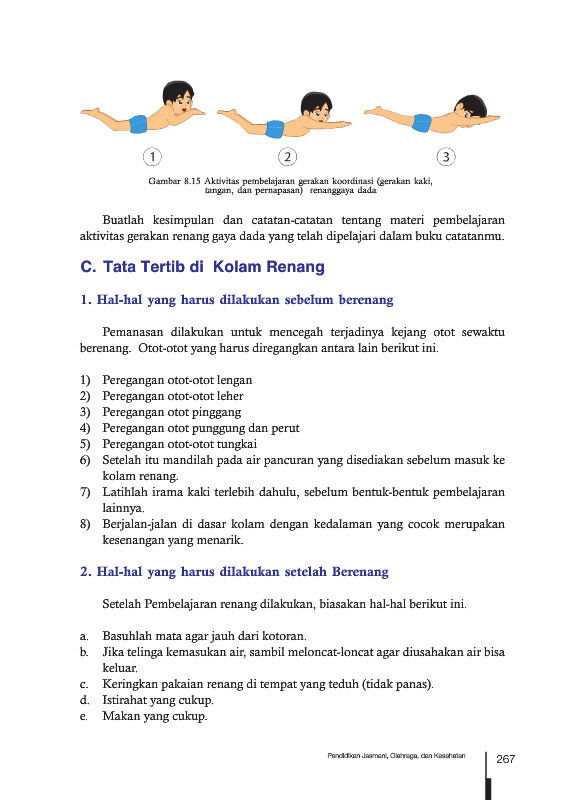 1
2
3
Gambar 8.15 Aktivitas pembelajaran gerakan koordinasi (gerakan kaki,
tangan, dan pernapasan) renanggaya dada
Buatlah kesimpulan dan catatan-catatan tentang materi pembelajaran
aktivitas gerakan renang gaya dada yang telah dipelajari dalam buku catatanmu.
C. Tata Tertib di Kolam Renang
1. Hal-hal yang harus dilakukan sebelum berenang
Pemanasan dilakukan untuk mencegah terjadinya kejang otot sewaktu
berenang. Otot-otot yang harus diregangkan antara lain berikut ini.
1) Peregangan otot-otot lengan
2) Peregangan otot-otot leher
3) Peregangan otot pinggang
4) Peregangan otot punggung dan perut
5) Peregangan otot-otot tungkai
6) Setelah itu mandilah pada air pancuran yang disediakan sebelum masuk ke
kolam renang.
7) Latihlah irama kaki terlebih dahulu, sebelum bentuk-bentuk pembelajaran
lainnya.
8) Berjalan-jalan di dasar kolam dengan kedalaman yang cocok merupakan
kesenangan yang menarik.
2. Hal-hal yang harus dilakukan setelah Berenang
Setelah Pembelajaran renang dilakukan, biasakan hal-hal berikut ini.
a. Basuhlah mata agar jauh dari kotoran.
b. Jika telinga kemasukan air, sambil meloncat-loncat agar diusahakan air bisa
keluar.
c. Keringkan pakaian renang di tempat yang teduh (tidak panas).
d. Istirahat yang cukup.
e. Makan yang cukup.
Pendidikan Jasmani, Olahraga, dan Kesehatan
267